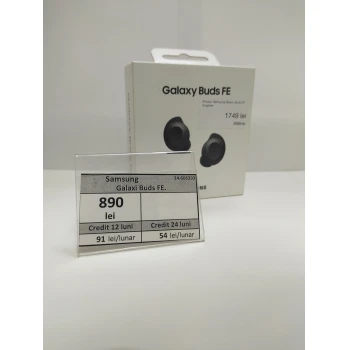 Galaxy Buds FE
1749 lei
Samsung
Galaxi Buds FE.
890
lei
Credit 12 luni
Credit 24 luni
91 lei/lunar
54 lei/lunar